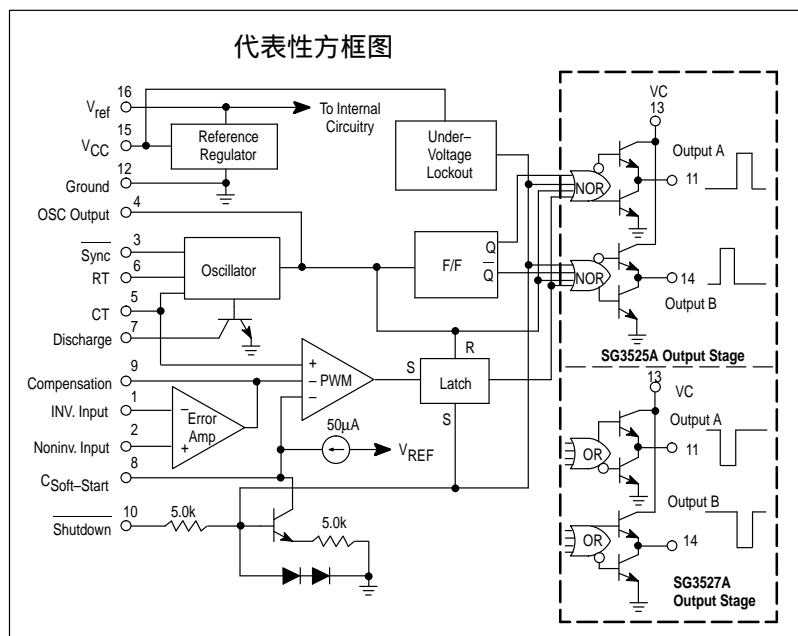 代表性方框图
16
Vref
15
VCC
12
Ground
4
OSC Output
3
Sync
6
RT
5
CT
7
Discharge
9
Compensation
1
INV. Input
2
Noninv. Input
8
CSoft–Start
10
Shutdown
Reference
Regulator
To Internal
Circuitry
Under–
Voltage
Lockout
Oscillator
F/F
Q
Q
+
–
–
PWM
S
R
Latch
S
–
Error
Amp
+
50µA
VREF
5.0k
5.0k
VC
13
NOR
Output A
11
NOR
14
Output B
SG3525A Output Stage
13
VC
OR
Output A
11
Output B
OR
14
SG3527A
Output Stage